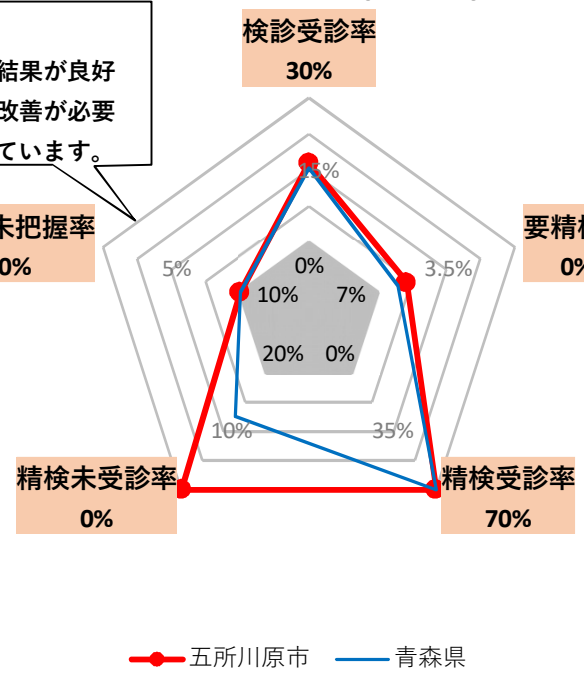 検診受診率
30%
結果が良好
改善が必要
ています。
15%
未把握率
0%
要精検
0%
5%
3.5%
0%
10%
7%
20%
0%
10%
35%
精検未受診率
0%
精検受診率
70%
五所川原市
青森県